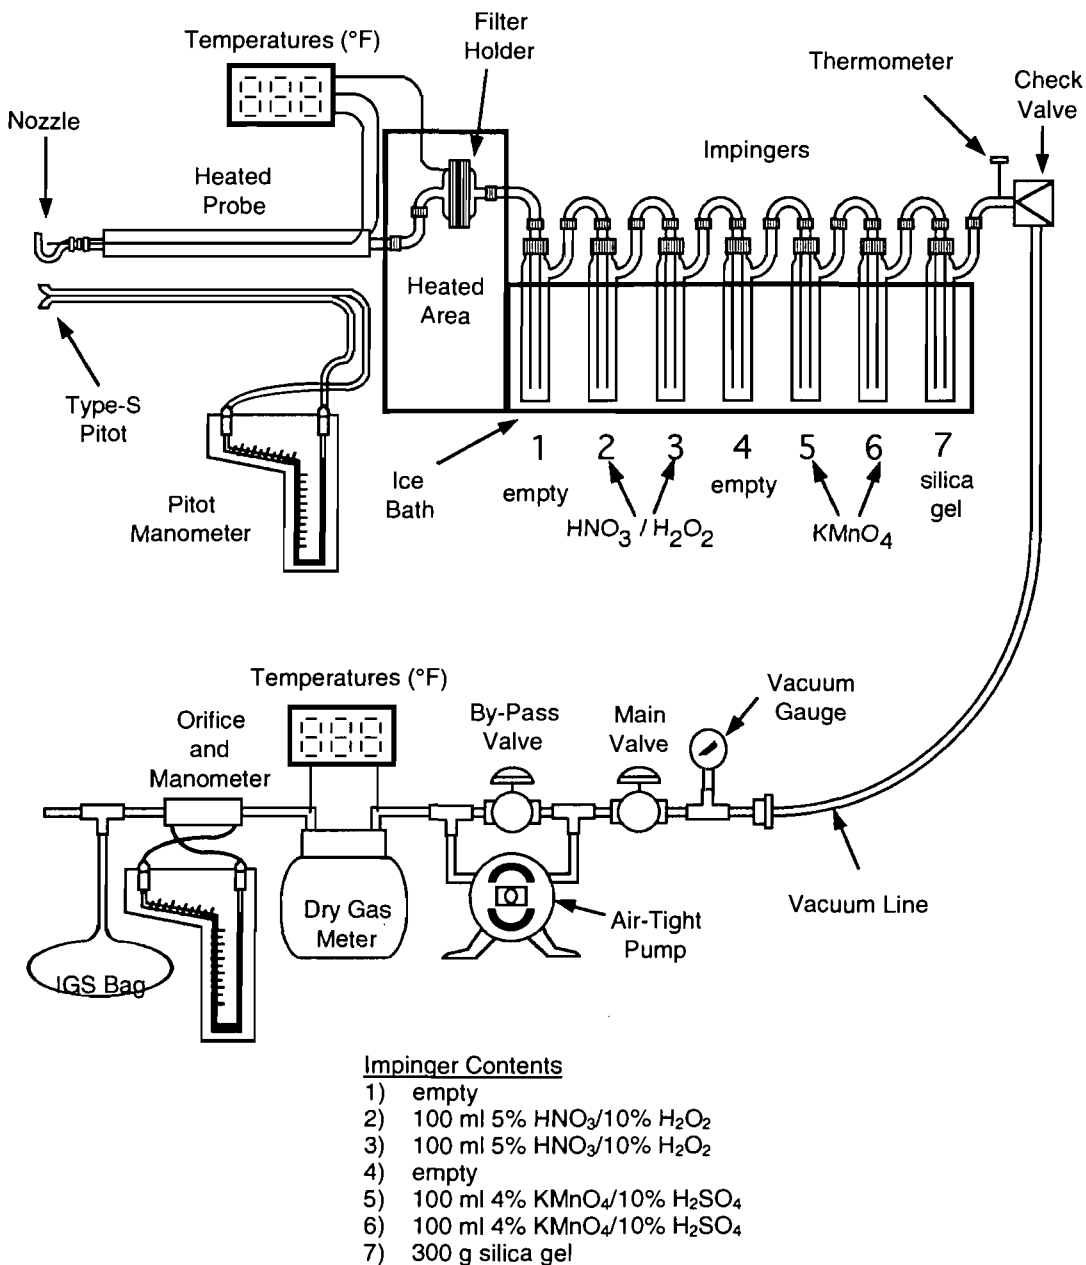 Filter
Holder
Temperatures (°F)
Thermometer
Check
Valve
Nozzle
Impingers
Heated
Probe
Heated
Area
Type-S
Pitot
Pitot
Manometer
Ice
Bath
1
2
3
4
5
6
7
empty
HNO3 / H2O2
empty
KMnO4
silica
gel
Temperatures (°F)
Orifice
and
Manometer
By-Pass
Valve
Main
Valve
Vacuum
Gauge
Dry Gas
Meter
Air-Tight
Pump
Vacuum Line
IGS Bag
Impinger Contents
1) empty
2) 100 ml 5% HNO3/10% H2O2
3) 100 ml 5% HNO3/10% H2O2
4) empty
5) 100 ml 4% KMnO4/10% H2SO4
6) 100 ml 4% KMnO4/10% H2SO4
7) 300 g silica gel